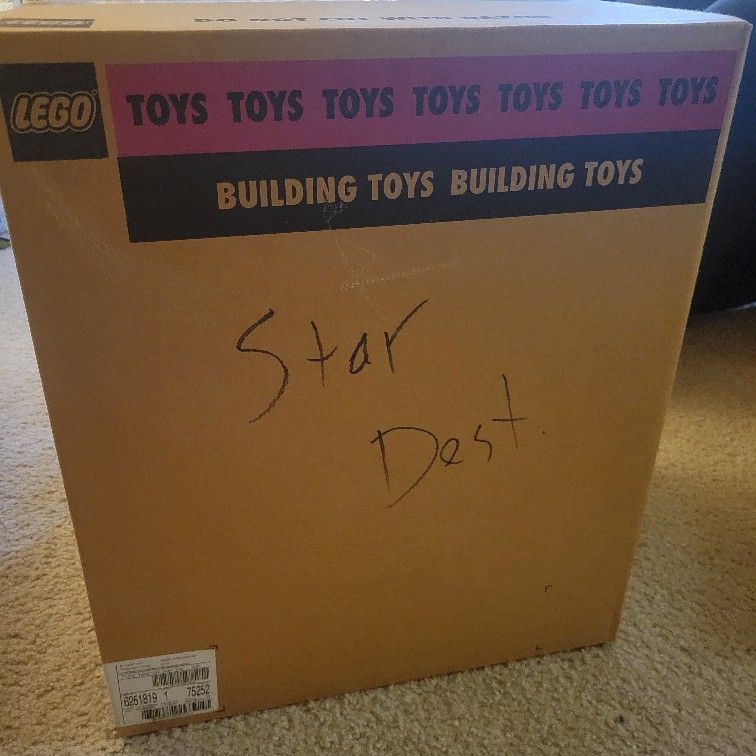 LEGO
TOYS TOYS TOYS TOYS TOYS TOYS TOYS
BUILDING TOYS BUILDING TOYS
Star
Dest.
6251819 1 75252